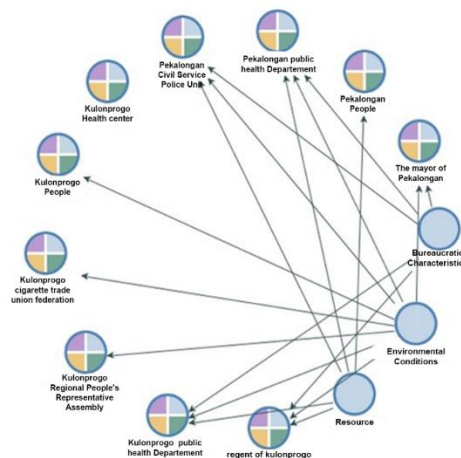 Pekalongan
Civil Service
Police Unit
Pekalongan public
health Departement
Kulonprogo
Health center
Pekalongan
People
Kulonprogo
People
The mayor of
Pekalongan
Bureaucratic
Characteristic
Kulonprogo
cigarette trade
union federation
Environmental
Conditions
Kulonprogo
Regional People's
Representative
Assembly
Resource
Kulonprogo public
health Departement
regent of kulonprogo